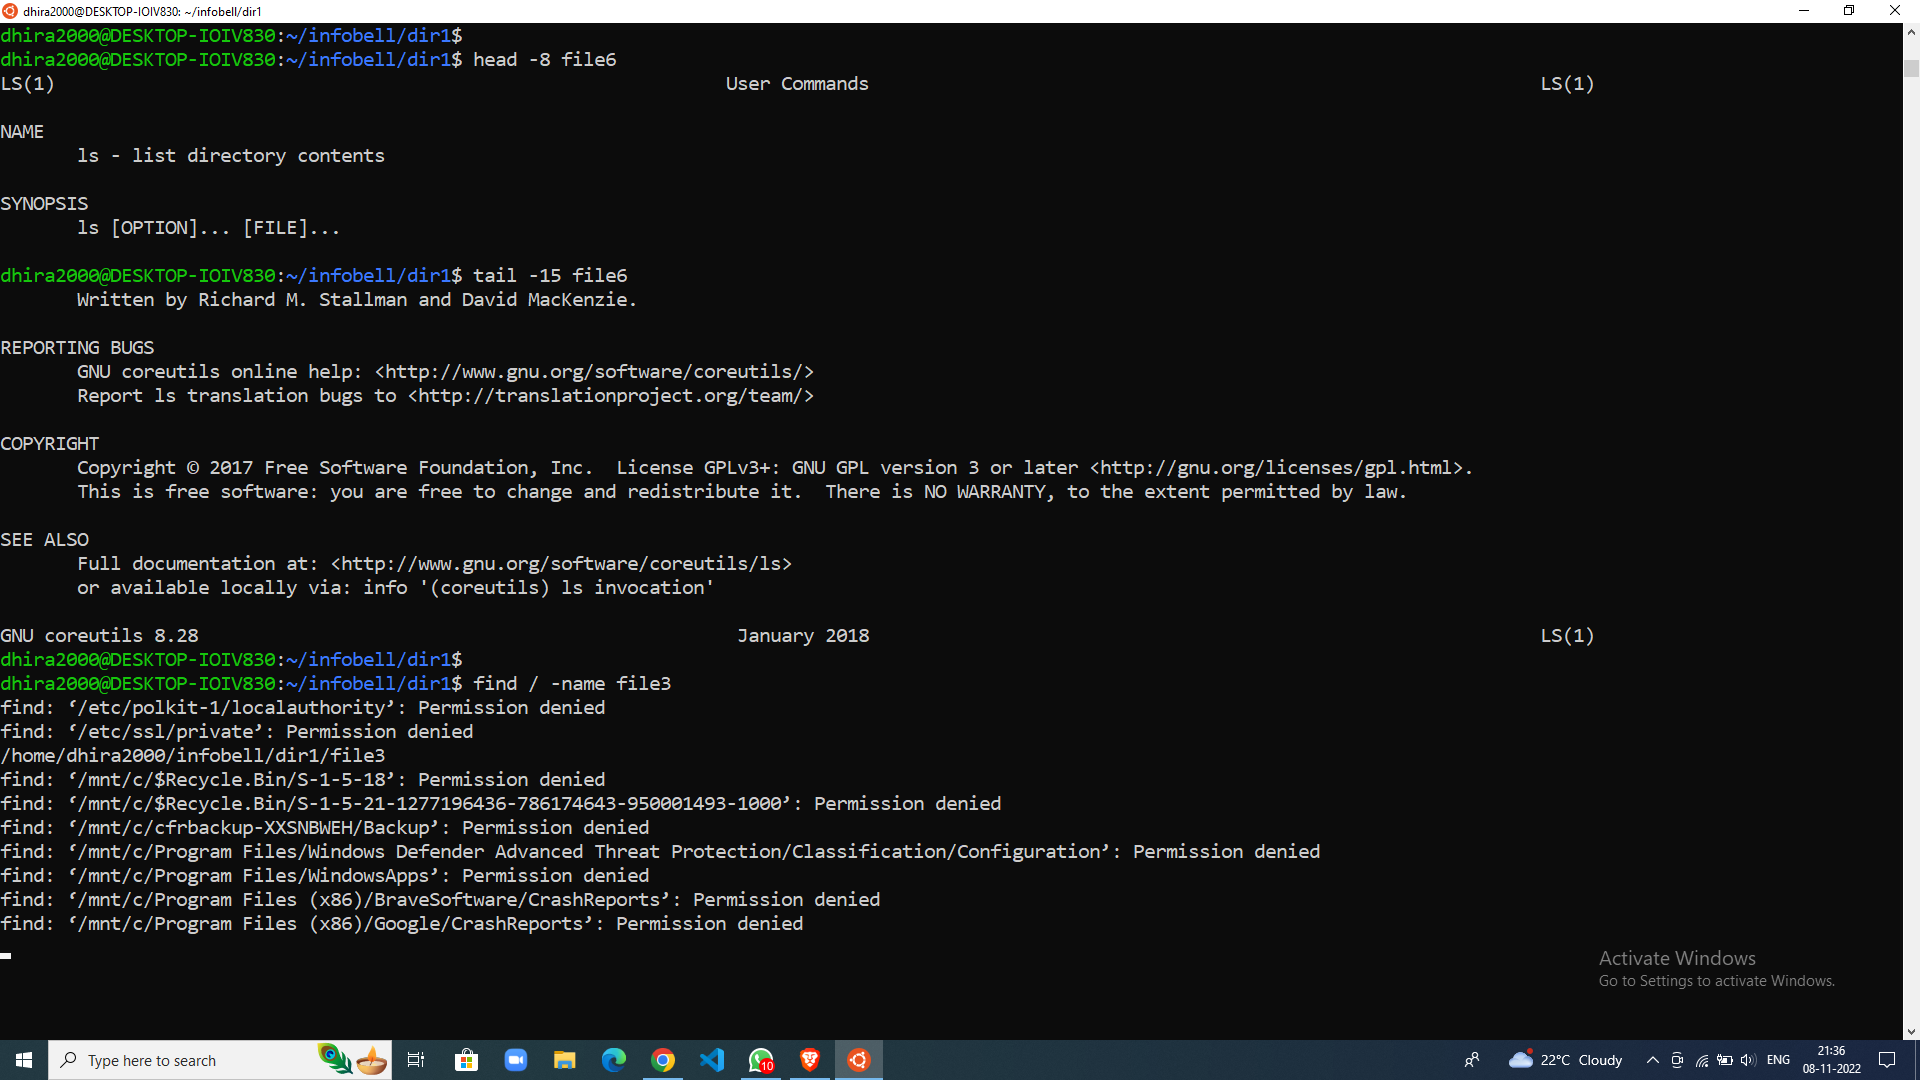 dhira2000@DESKTOP-IOIV830: ~/infobell/dir1
dhira2000@DESKTOP-IOIV830:~/infobell/dir1$
dhira2000@DESKTOP-IOIV830:~/infobell/dir1$ head -8 file6
LS(1) User Commands LS(1)
NAME
ls - list directory contents
SYNOPSIS
ls [OPTION]... [FILE]...
dhira2000@DESKTOP-IOIV830:~/infobell/dir1$ tail -15 file6
Written by Richard M. Stallman and David MacKenzie.
REPORTING BUGS
GNU coreutils online help: <http://www.gnu.org/software/coreutils/>
Report ls translation bugs to <http://translationproject.org/team/>
COPYRIGHT
Copyright © 2017 Free Software Foundation, Inc.  License GPLv3+: GNU GPL version 3 or later <http://gnu.org/licenses/gpl.html>.
This is free software: you are free to change and redistribute it.  There is NO WARRANTY, to the extent permitted by law.
SEE ALSO
Full documentation at: <http://www.gnu.org/software/coreutils/ls>
or available locally via: info '(coreutils) ls invocation'
GNU coreutils 8.28 January 2018 LS(1)
dhira2000@DESKTOP-IOIV830:~/infobell/dir1$
dhira2000@DESKTOP-IOIV830:~/infobell/dir1$ find / -name file3
find: ‘/etc/polkit-1/localauthority’: Permission denied
find: ‘/etc/ssl/private’: Permission denied
/home/dhira2000/infobell/dir1/file3
find: ‘/mnt/c/$Recycle.Bin/S-1-5-18’: Permission denied
find: ‘/mnt/c/$Recycle.Bin/S-1-5-21-1277196436-786174643-950001493-1000’: Permission denied
find: ‘/mnt/c/cfrbackup-XXSNBWEH/Backup’: Permission denied
find: ‘/mnt/c/Program Files/Windows Defender Advanced Threat Protection/Classification/Configuration’: Permission denied
find: ‘/mnt/c/Program Files/WindowsApps’: Permission denied
find: ‘/mnt/c/Program Files (x86)/BraveSoftware/CrashReports’: Permission denied
find: ‘/mnt/c/Program Files (x86)/Google/CrashReports’: Permission denied
Activate Windows
Go to Settings to activate Windows.
Type here to search
10
22°C Cloudy
ENG
21:36
08-11-2022